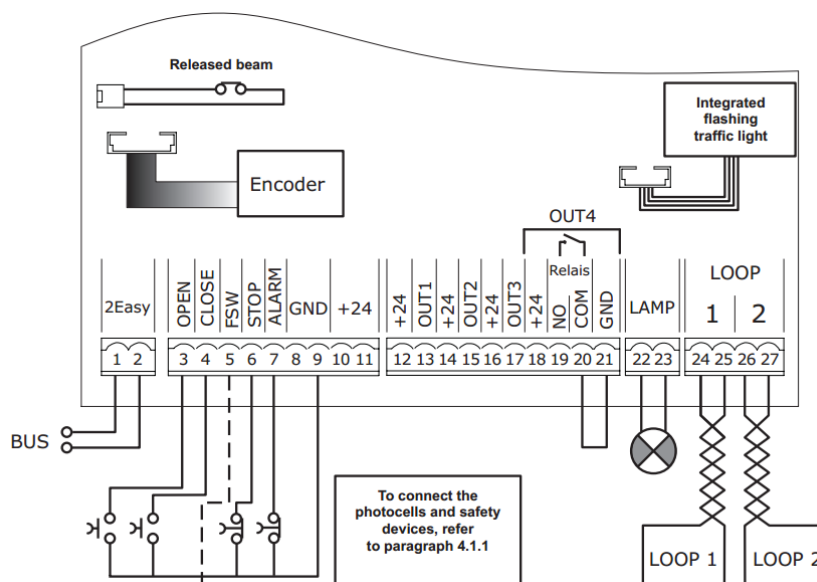 Released beam
Integrated
flashing
traffic light
Encoder
OUT4
Relais
2Easy
OPEN
CLOSE
FSW
STOP
ALARM
GND
+24
+24
OUT1
+24
OUT2
+24
OUT3
+24
NO
COM
GND
LAMP
LOOP
1 2
1 2 3 4 5 6 7 8 9 10 11 12 13 14 15 16 17 18 19 20 21 22 23 24 25 26 27
BUS
To connect the
photocells and safety
devices, refer
to paragraph 4.1.1
LOOP 1
LOOP 2